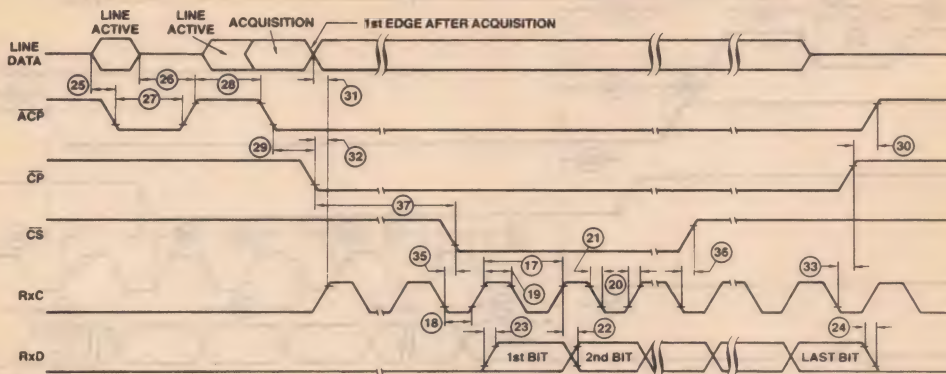 LINE ACTIVE
LINE ACTIVE
ACQUISITION
1st EDGE AFTER ACQUISITION
LINE DATA
25
26
27
28
31
ACP
29
32
30
CP
37
CS
35
17
21
36
19
20
33
RxC
18
23
22
24
RxD
1st BIT
2nd BIT
LAST BIT